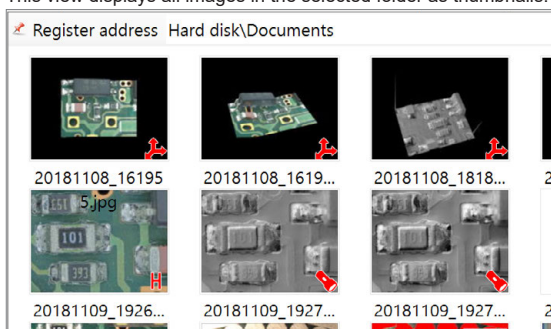 This view displays all images in the selected folder as thumbnails.
Register address Hard disk\Documents
20181108_16195
20181108_1619...
20181108_1818...
5.jpg
101
393
H
20181109_1926...
20181109_1927...
20181109_1927...